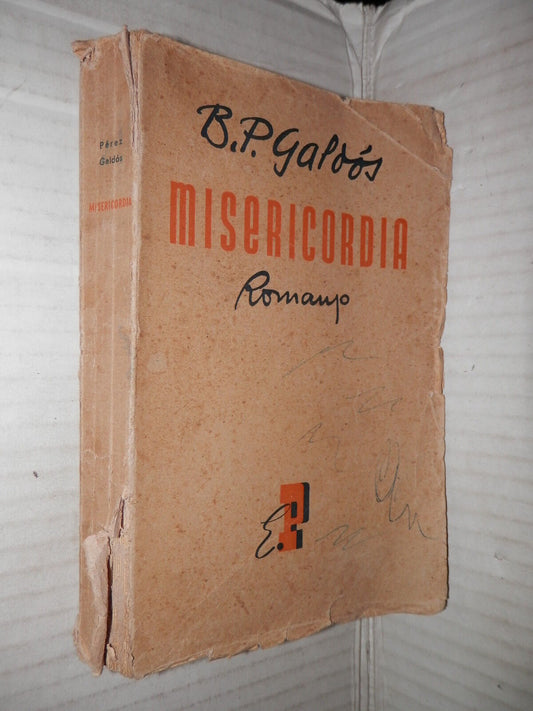 Pérez
Galdós
MISERICORDIA
B.P. Galdós
MISERICORDIA
Romanzo
E.P